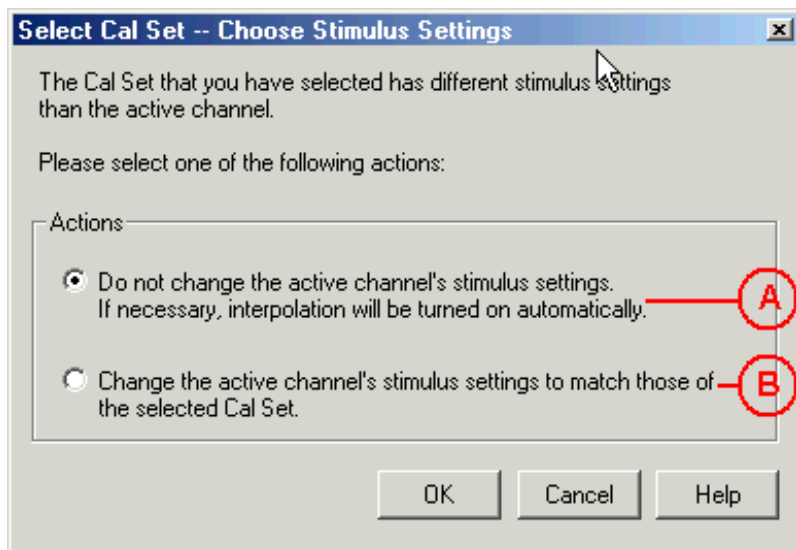 Select Cal Set -- Choose Stimulus Settings
The Cal Set that you have selected has different stimulus settings
than the active channel.
Please select one of the following actions:
Actions
Do not change the active channel's stimulus settings.
If necessary, interpolation will be turned on automatically.
A
Change the active channel's stimulus settings to match those of
the selected Cal Set.
B
OK
Cancel
Help